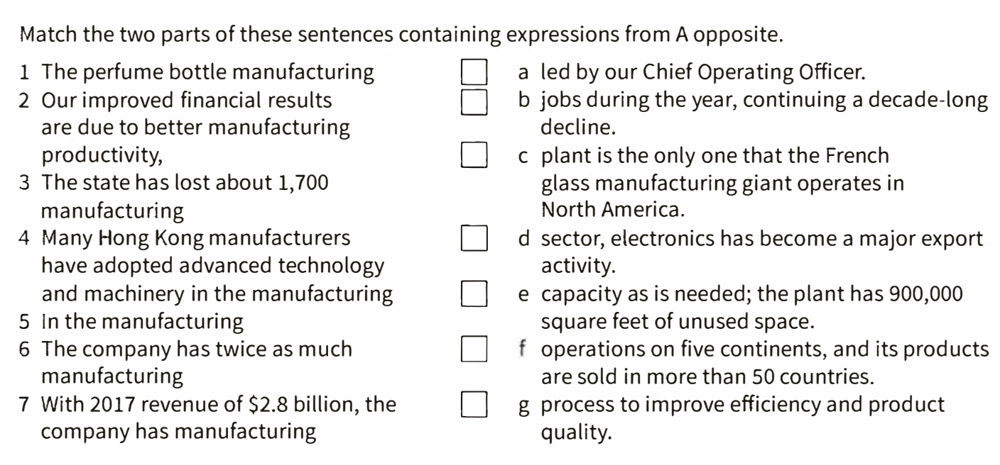 Match the two parts of these sentences containing expressions from A opposite.
1 The perfume bottle manufacturing
2 Our improved financial results
are due to better manufacturing
productivity,
3 The state has lost about 1,700
manufacturing
4 Many Hong Kong manufacturers
have adopted advanced technology
and machinery in the manufacturing
5 In the manufacturing
6 The company has twice as much
manufacturing
7 With 2017 revenue of $2.8 billion, the
company has manufacturing
a led by our Chief Operating Officer.
b jobs during the year, continuing a decade-long
decline.
c plant is the only one that the French
glass manufacturing giant operates in
North America.
d sector, electronics has become a major export
activity.
e capacity as is needed; the plant has 900,000
square feet of unused space.
f operations on five continents, and its products
are sold in more than 50 countries.
g process to improve efficiency and product
quality.